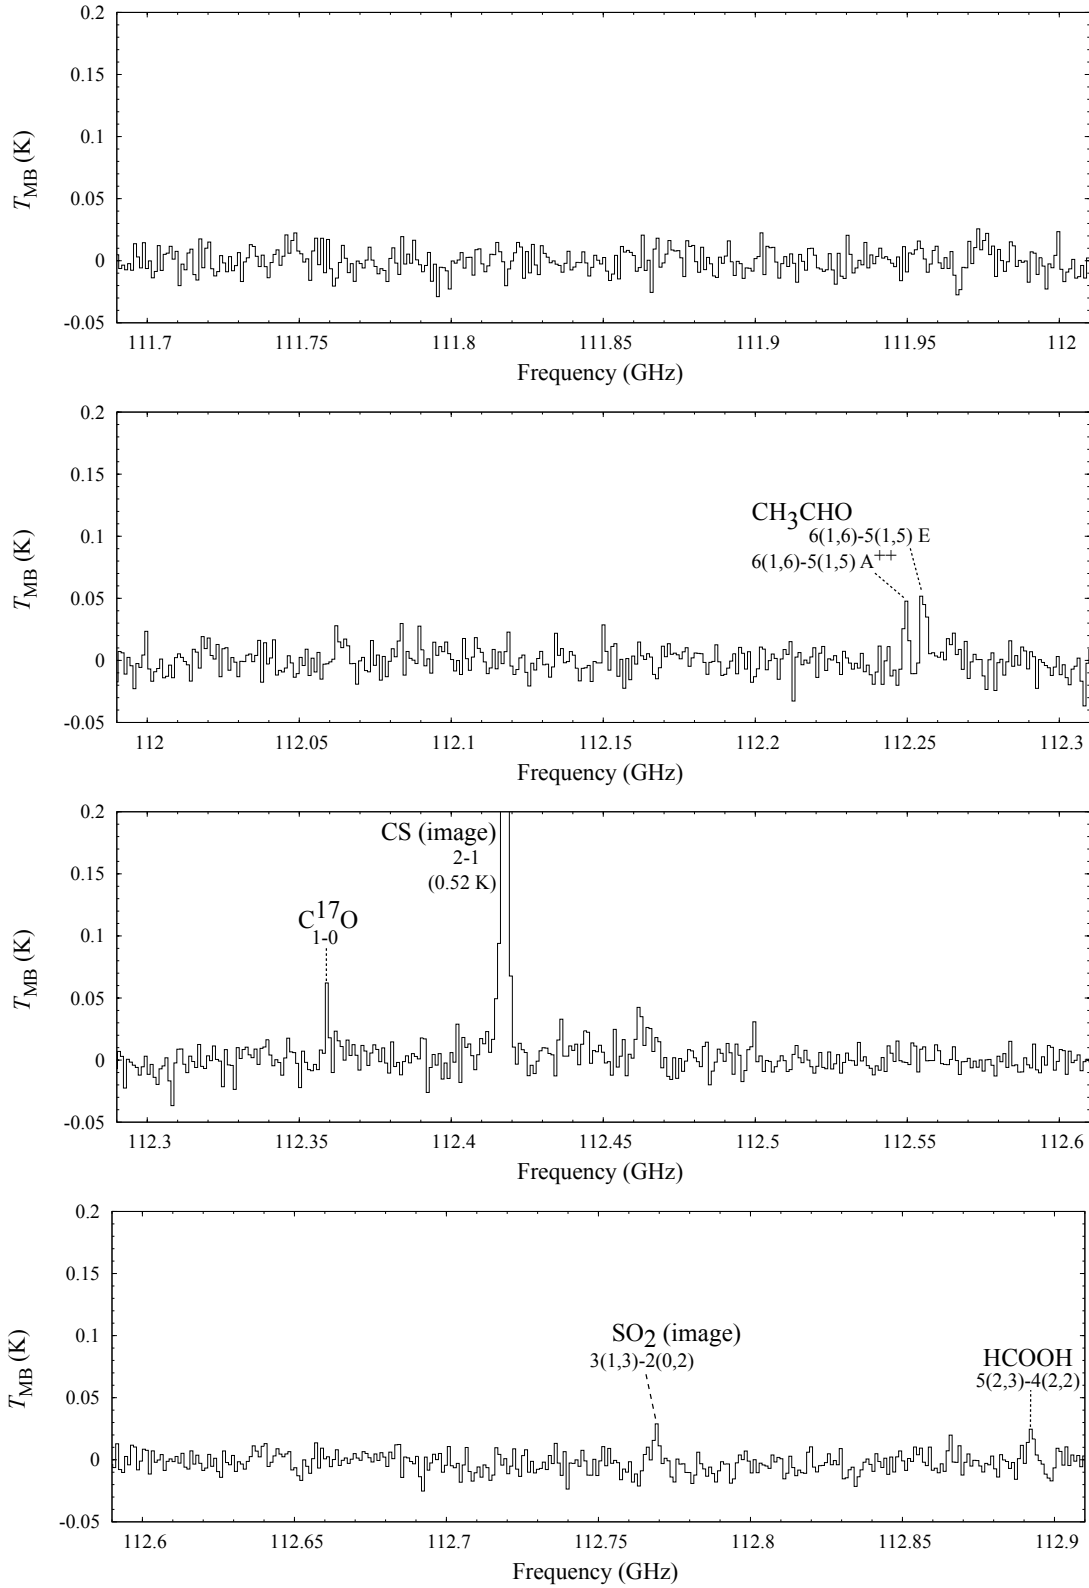 0.2
0.15
0.1
0.05
0
-0.05
T_MB (K)
111.7 111.75 111.8 111.85 111.9 111.95 112
Frequency (GHz)
0.2
0.15
0.1
0.05
0
-0.05
T_MB (K)
CH3CHO
6(1,6)-5(1,5) E
6(1,6)-5(1,5) A++
112 112.05 112.1 112.15 112.2 112.25 112.3
Frequency (GHz)
0.2
0.15
0.1
0.05
0
-0.05
T_MB (K)
CS (image)
2-1
(0.52 K)
C17O
1-0
112.3 112.35 112.4 112.45 112.5 112.55 112.6
Frequency (GHz)
0.2
0.15
0.1
0.05
0
-0.05
T_MB (K)
SO2 (image)
3(1,3)-2(0,2)
HCOOH
5(2,3)-4(2,2)
112.6 112.65 112.7 112.75 112.8 112.85 112.9
Frequency (GHz)